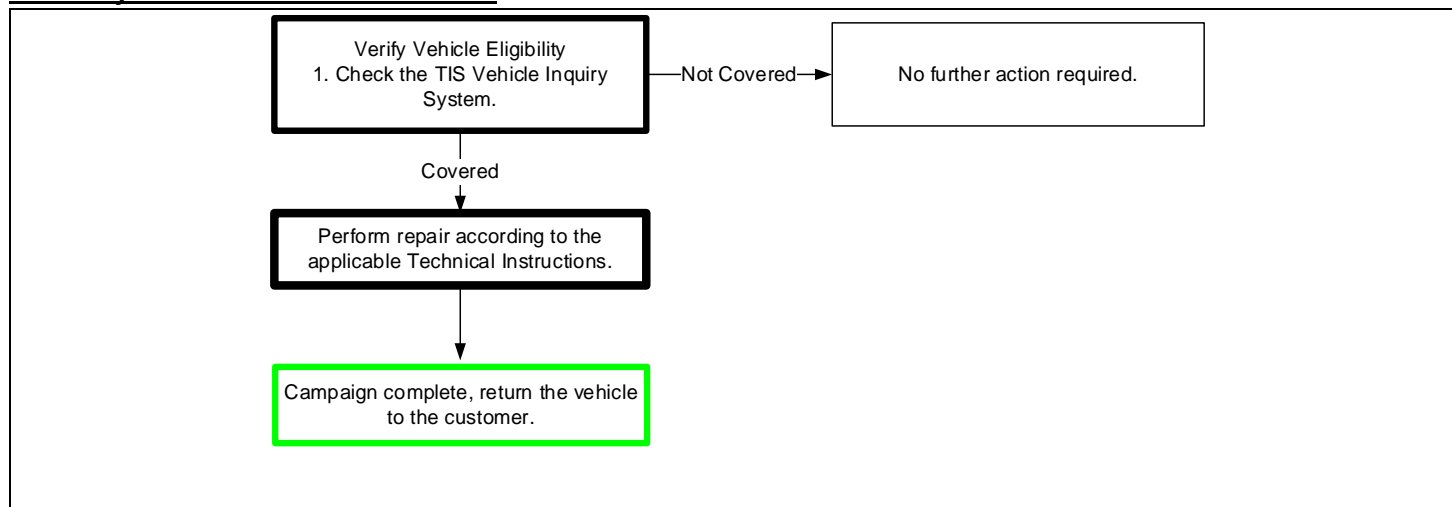 Verify Vehicle Eligibility
1. Check the TIS Vehicle Inquiry
System.
Not Covered
No further action required.
Covered
Perform repair according to the
applicable Technical Instructions.
Campaign complete, return the vehicle
to the customer.